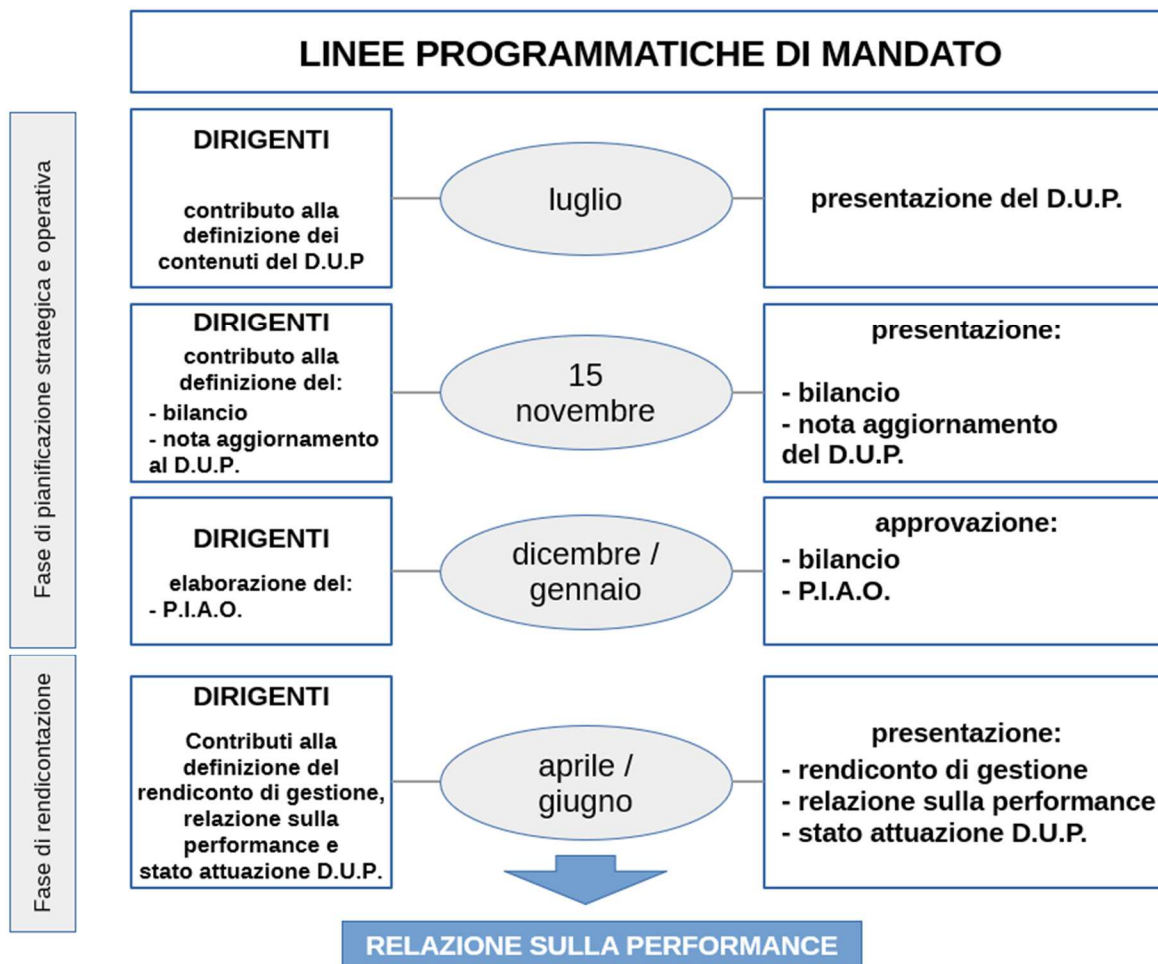 LINEE PROGRAMMATICHE DI MANDATO
Fase di pianificazione strategica e operativa
DIRIGENTI
contributo alla
definizione dei
contenuti del D.U.P
luglio
presentazione del D.U.P.
DIRIGENTI
contributo alla
definizione del:
- bilancio
- nota aggiornamento
al D.U.P.
15
novembre
presentazione:
- bilancio
- nota aggiornamento
del D.U.P.
DIRIGENTI
elaborazione del:
- P.I.A.O.
dicembre /
gennaio
approvazione:
- bilancio
- P.I.A.O.
Fase di rendicontazione
DIRIGENTI
Contributi alla
definizione del
rendiconto di gestione,
relazione sulla
performance e
stato attuazione D.U.P.
aprile /
giugno
presentazione:
- rendiconto di gestione
- relazione sulla performance
- stato attuazione D.U.P.
RELAZIONE SULLA PERFORMANCE